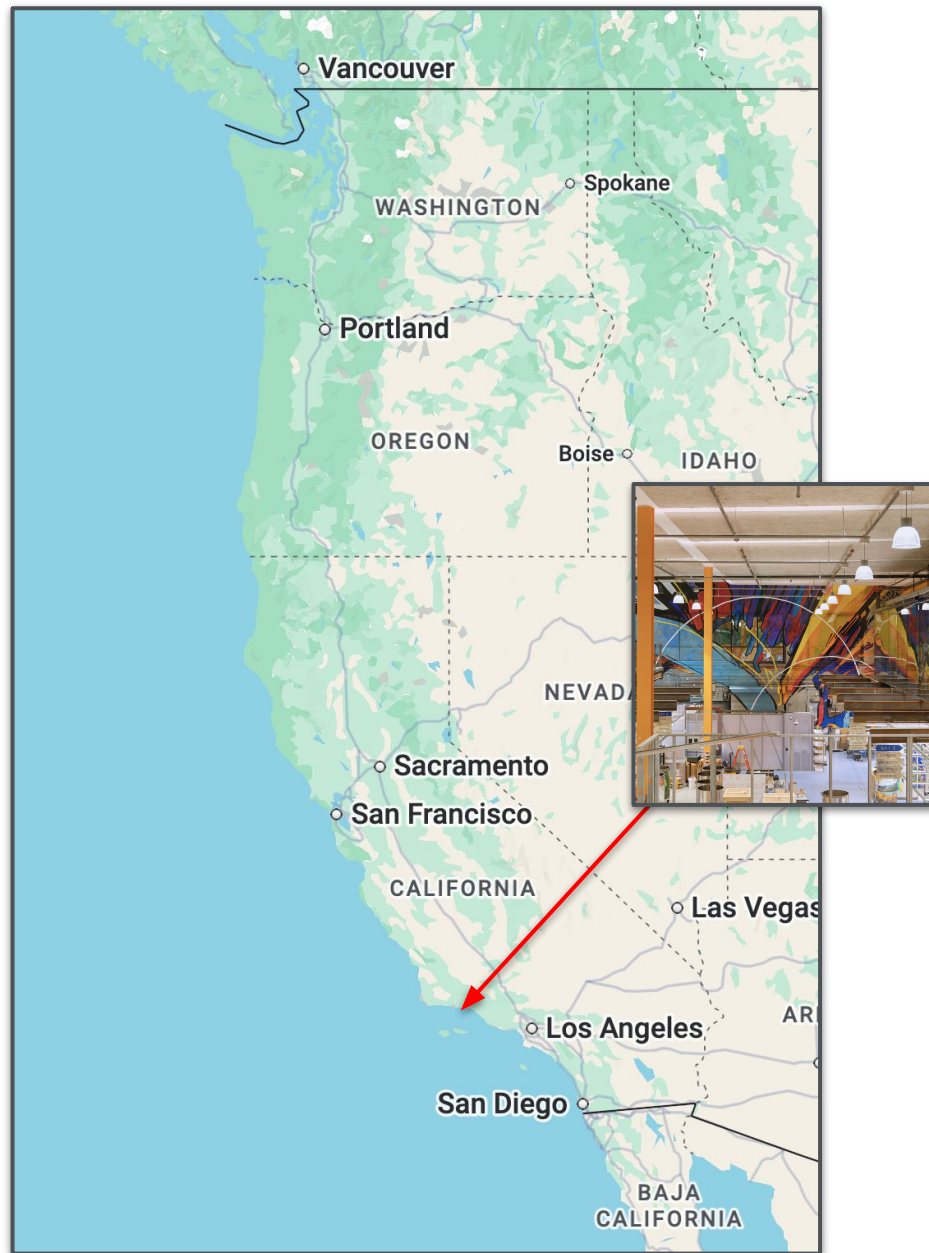 Vancouver
Spokane
WASHINGTON
Portland
OREGON
Boise
IDAHO
NEVADA
Sacramento
San Francisco
CALIFORNIA
Las Vegas
Los Angeles
AR
San Diego
BAJA
CALIFORNIA